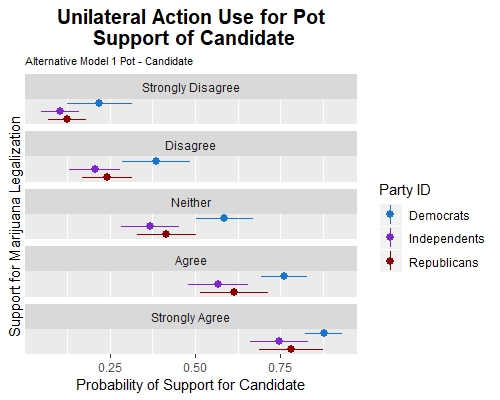 Unilateral Action Use for Pot
Support of Candidate
Alternative Model 1 Pot - Candidate
Support for Marijuana Legalization
Strongly Disagree
Disagree
Neither
Agree
Strongly Agree
0.25
0.50
0.75
Probability of Support for Candidate
Party ID
Democrats
Independents
Republicans